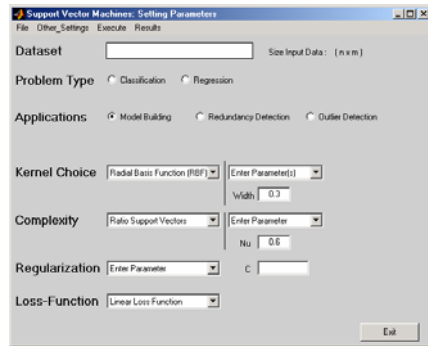 Support Vector Machines: Setting Parameters
File Other_Settings Execute Results
Dataset Size Input Data : ( n x m )
Problem Type Classification Regression
Applications Model Building Redundancy Detection Outlier Detection
Kernel Choice Radial Basis Function (RBF) Enter Parameter(s)
Width 0.3
Complexity Ratio Support Vectors Enter Parameter
Nu 0.6
Regularization Enter Parameter C
Loss-Function Linear Loss Function
Exit